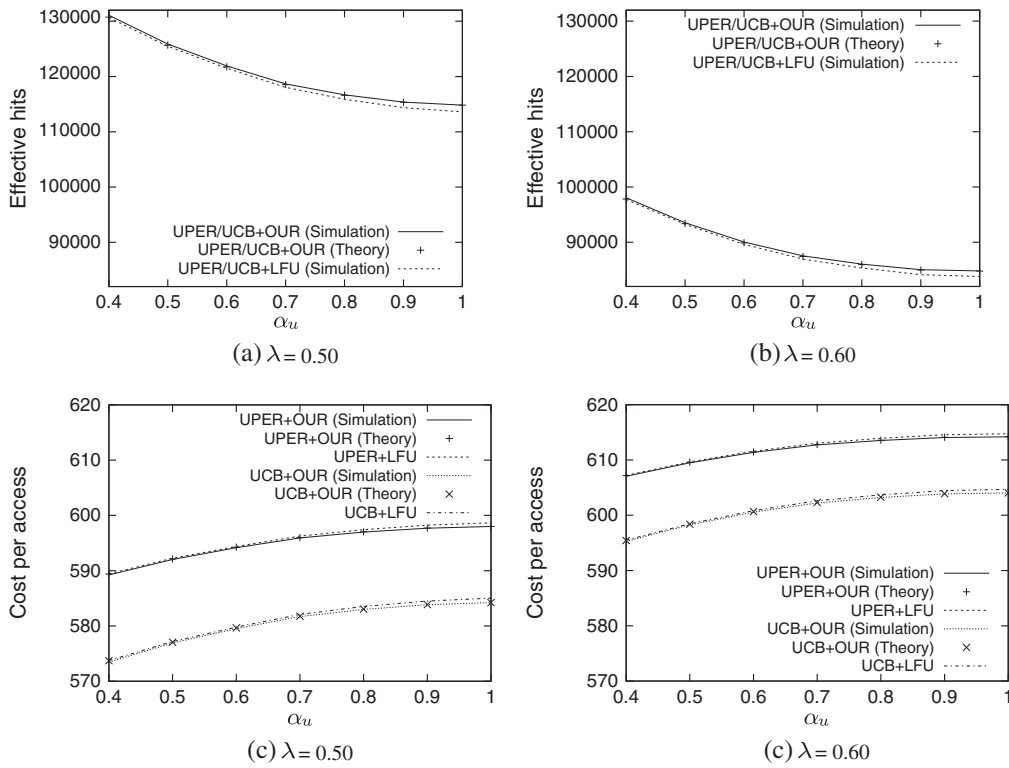 130000
120000
110000
100000
90000
Effective hits
UPER/UCB+OUR (Simulation)
UPER/UCB+OUR (Theory)
UPER/UCB+LFU (Simulation)
0.4 0.5 0.6 0.7 0.8 0.9 1
αu
(a) λ = 0.50
130000
120000
110000
100000
90000
Effective hits
UPER/UCB+OUR (Simulation)
UPER/UCB+OUR (Theory)
UPER/UCB+LFU (Simulation)
0.4 0.5 0.6 0.7 0.8 0.9 1
αu
(b) λ = 0.60
620
610
600
590
580
570
Cost per access
UPER+OUR (Simulation)
UPER+OUR (Theory)
UPER+LFU
UCB+OUR (Simulation)
UCB+OUR (Theory)
UCB+LFU
0.4 0.5 0.6 0.7 0.8 0.9 1
αu
(c) λ = 0.50
620
610
600
590
580
570
Cost per access
UPER+OUR (Simulation)
UPER+OUR (Theory)
UPER+LFU
UCB+OUR (Simulation)
UCB+OUR (Theory)
UCB+LFU
0.4 0.5 0.6 0.7 0.8 0.9 1
αu
(c) λ = 0.60